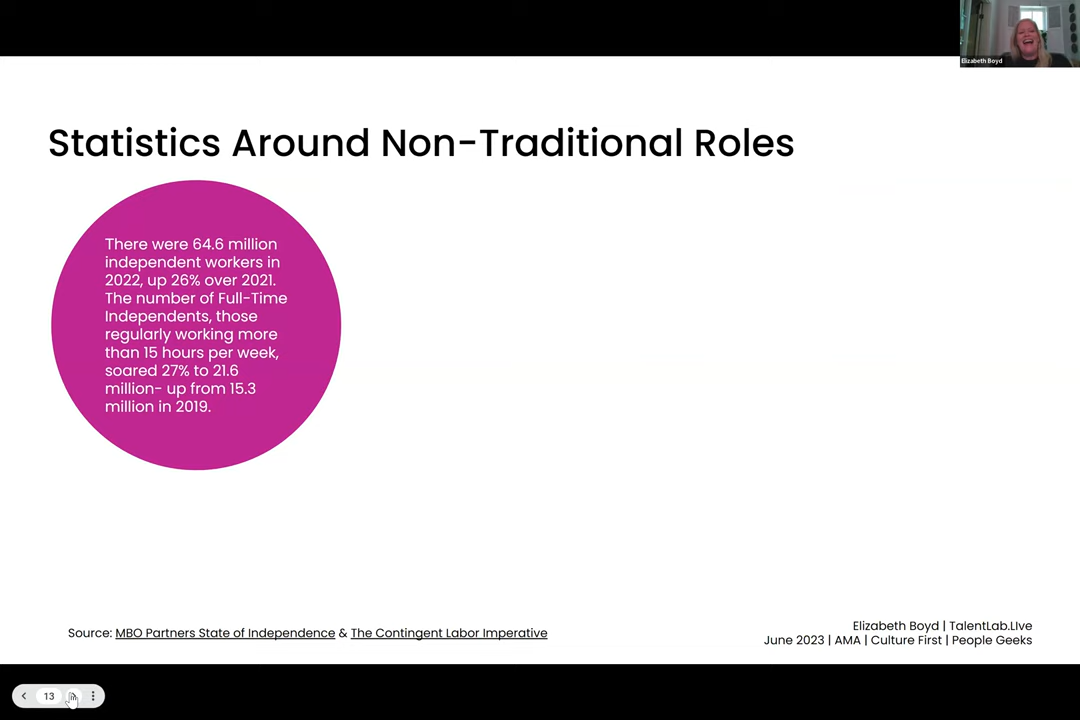 Elizabeth Boyd
Statistics Around Non-Traditional Roles
There were 64.6 million
independent workers in
2022, up 26% over 2021.
The number of Full-Time
Independents, those
regularly working more
than 15 hours per week,
soared 27% to 21.6
million- up from 15.3
million in 2019.
Source: MBO Partners State of Independence & The Contingent Labor Imperative
Elizabeth Boyd | TalentLab.LIve
June 2023 | AMA | Culture First | People Geeks
13